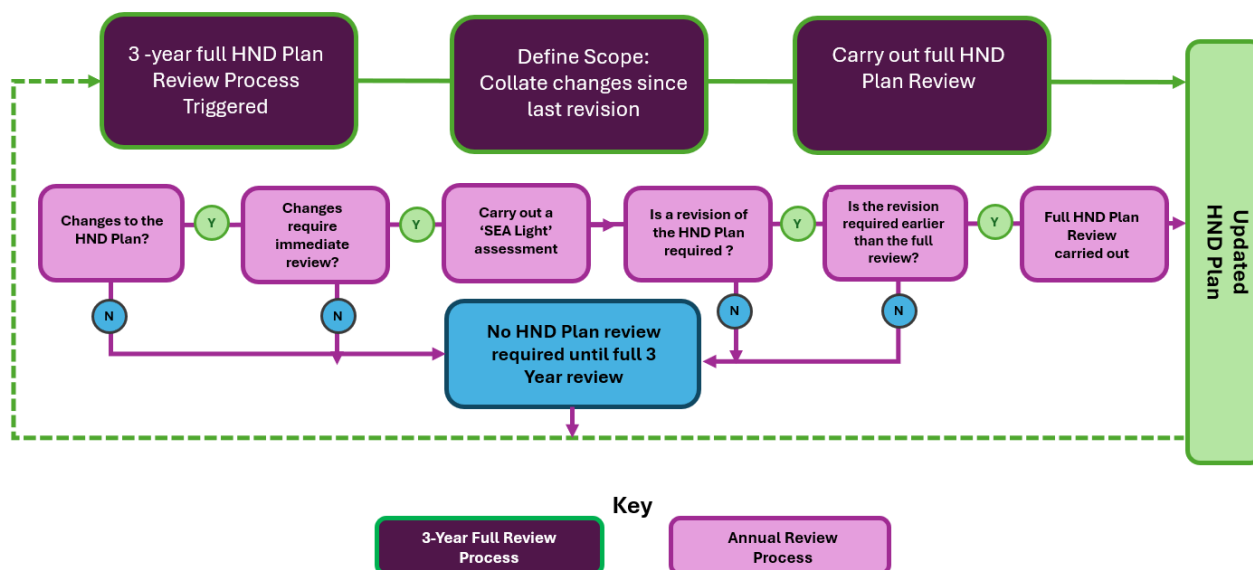 3 -year full HND Plan
Review Process
Triggered
Define Scope:
Collate changes since
last revision
Carry out full HND
Plan Review
Changes to the
HND Plan?
Y
Changes
require
immediate
review?
Y
Carry out a
‘SEA Light’
assessment
Is a revision of
the HND Plan
required ?
Y
Is the revision
required earlier
than the full
review?
Y
Full HND Plan
Review
carried out
Updated
HND Plan
N
N
N
N
No HND Plan review
required until full 3
Year review
Key
3-Year Full Review
Process
Annual Review
Process